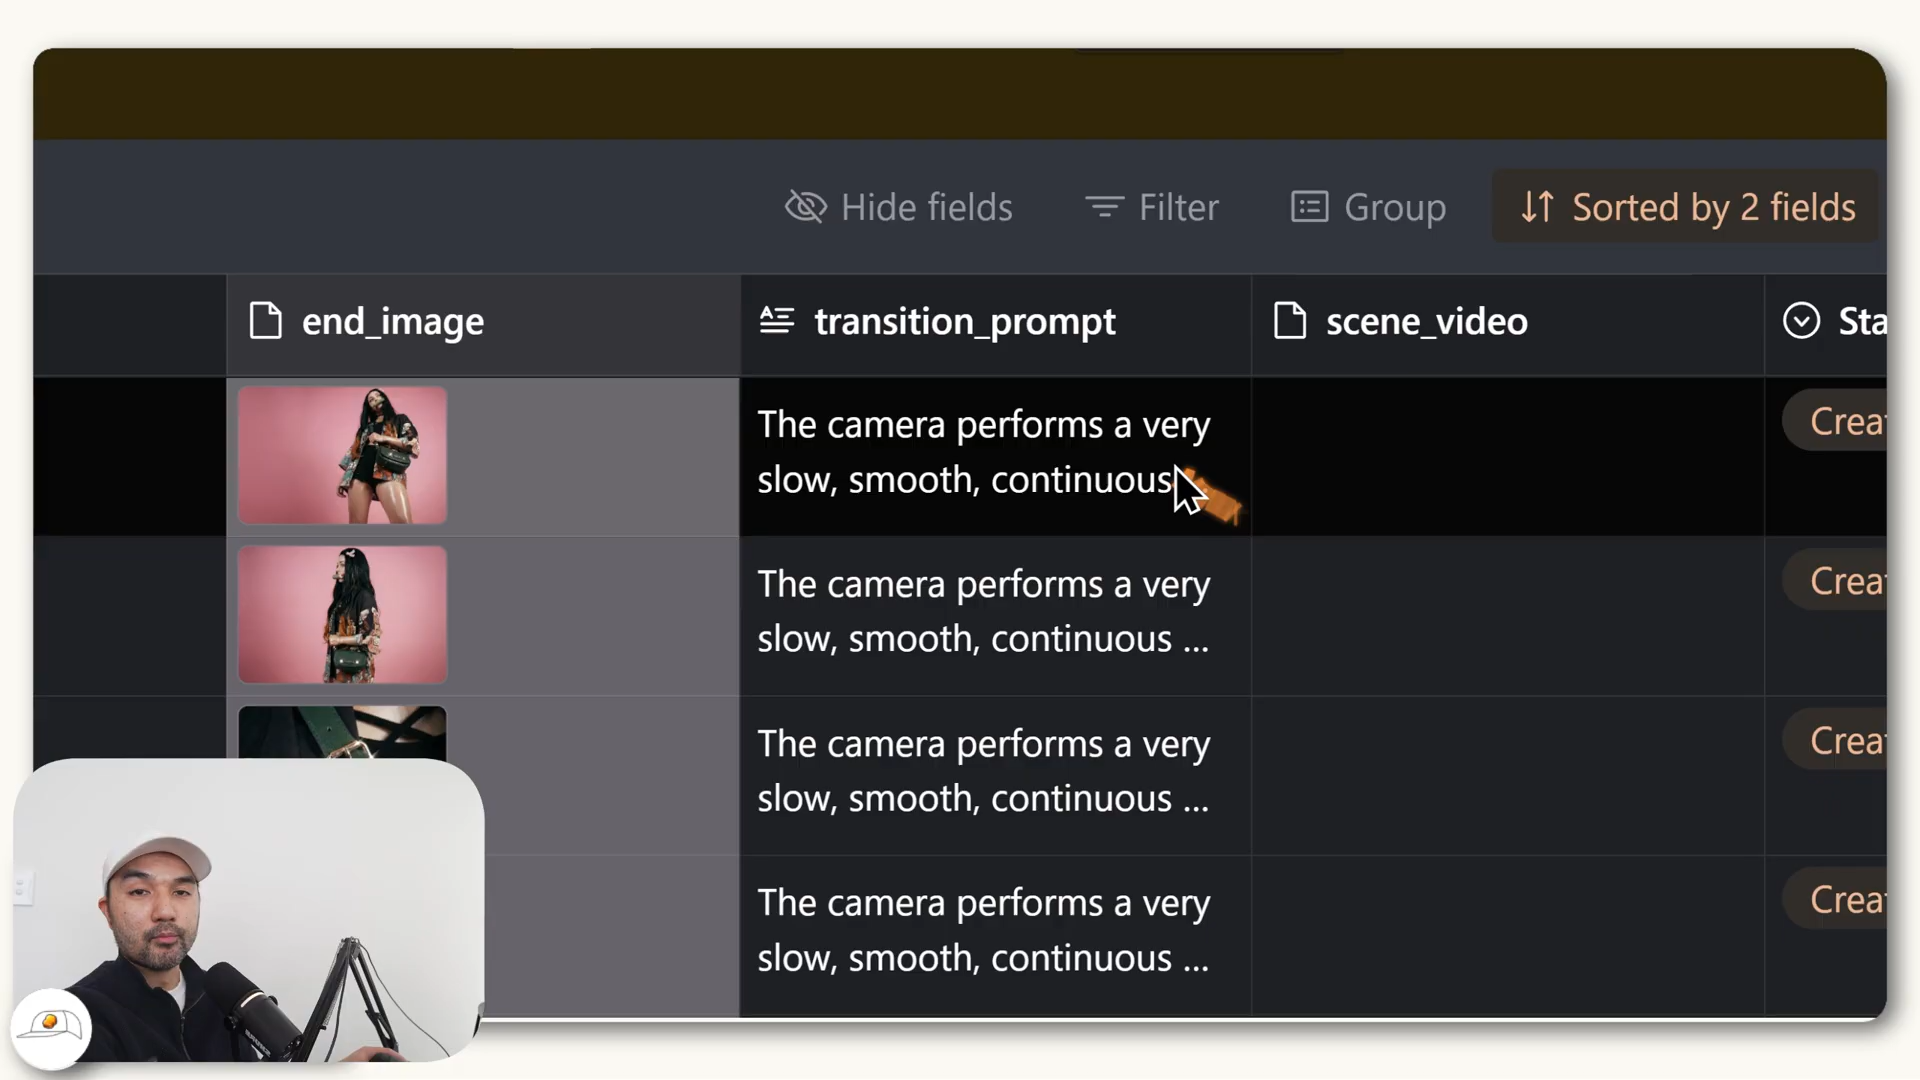 Hide fields
Filter
Group
Sorted by 2 fields
end_image
transition_prompt
scene_video
Sta
The camera performs a very
slow, smooth, continuous
Crea
The camera performs a very
slow, smooth, continuous ...
Crea
The camera performs a very
slow, smooth, continuous ...
Crea
The camera performs a very
slow, smooth, continuous ...
Crea